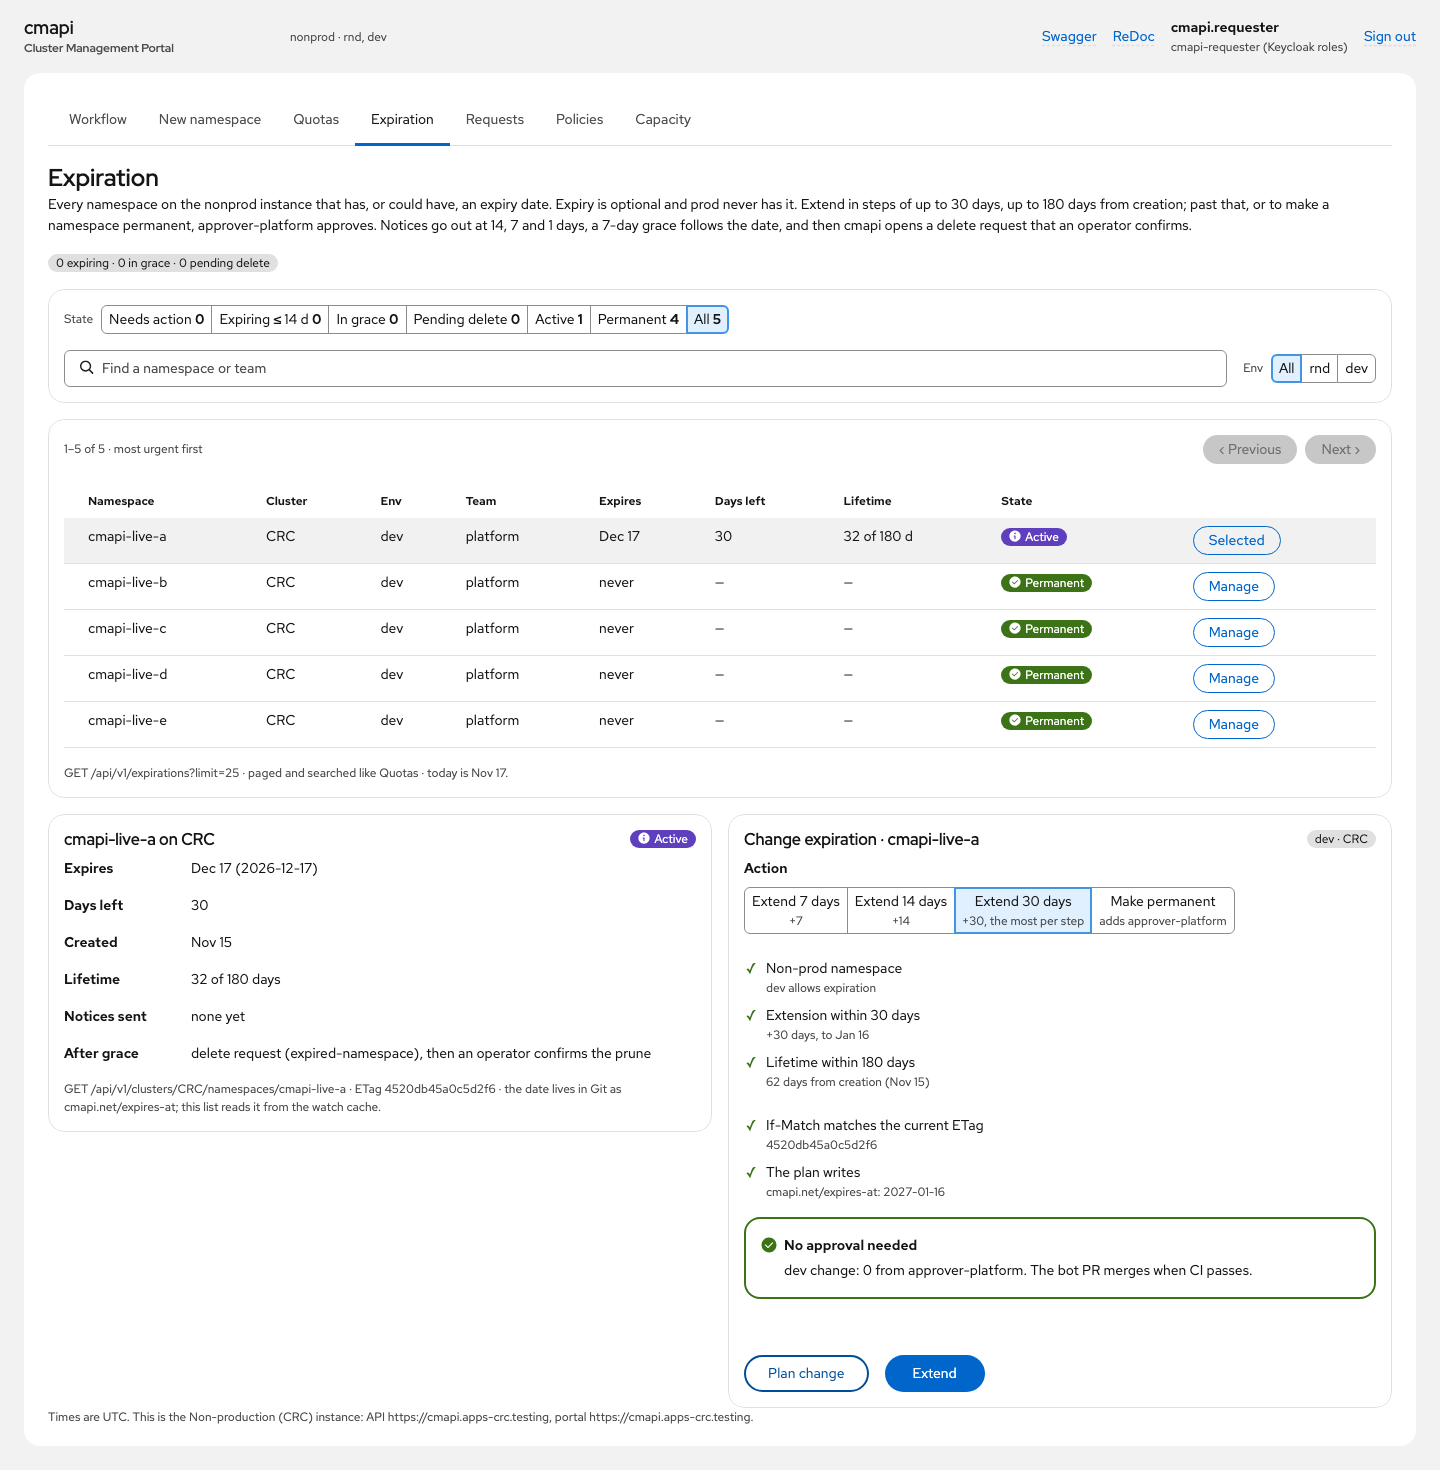 cmapi
Cluster Management Portal
nonprod · rnd, dev
Swagger
ReDoc
cmapi.requester
cmapi-requester (Keycloak roles)
Sign out
Workflow
New namespace
Quotas
Expiration
Requests
Policies
Capacity
Expiration
Every namespace on the nonprod instance that has, or could have, an expiry date. Expiry is optional and prod never has it. Extend in steps of up to 30 days, up to 180 days from creation; past that, or to make a
namespace permanent, approver-platform approves. Notices go out at 14, 7 and 1 days, a 7-day grace follows the date, and then cmapi opens a delete request that an operator confirms.
0 expiring · 0 in grace · 0 pending delete
State Needs action 0 Expiring ≤ 14 d 0 In grace 0 Pending delete 0 Active 1 Permanent 4 All 5
Find a namespace or team
Env All rnd dev
1–5 of 5 · most urgent first
‹ Previous Next ›
Namespace Cluster Env Team Expires Days left Lifetime State
cmapi-live-a CRC dev platform Dec 17 30 32 of 180 d Active Selected
cmapi-live-b CRC dev platform never – – Permanent Manage
cmapi-live-c CRC dev platform never – – Permanent Manage
cmapi-live-d CRC dev platform never – – Permanent Manage
cmapi-live-e CRC dev platform never – – Permanent Manage
GET /api/v1/expirations?limit=25 · paged and searched like Quotas · today is Nov 17.
cmapi-live-a on CRC Active
Expires Dec 17 (2026-12-17)
Days left 30
Created Nov 15
Lifetime 32 of 180 days
Notices sent none yet
After grace delete request (expired-namespace), then an operator confirms the prune
GET /api/v1/clusters/CRC/namespaces/cmapi-live-a · ETag 4520db45a0c5d2f6 · the date lives in Git as
cmapi.net/expires-at; this list reads it from the watch cache.
Change expiration · cmapi-live-a dev · CRC
Action
Extend 7 days Extend 14 days Extend 30 days Make permanent
+7 +14 +30, the most per step adds approver-platform
✓ Non-prod namespace
dev allows expiration
✓ Extension within 30 days
+30 days, to Jan 16
✓ Lifetime within 180 days
62 days from creation (Nov 15)
✓ If-Match matches the current ETag
4520db45a0c5d2f6
✓ The plan writes
cmapi.net/expires-at: 2027-01-16
No approval needed
dev change: 0 from approver-platform. The bot PR merges when CI passes.
Plan change Extend
Times are UTC. This is the Non-production (CRC) instance: API https://cmapi.apps-crc.testing, portal https://cmapi.apps-crc.testing.